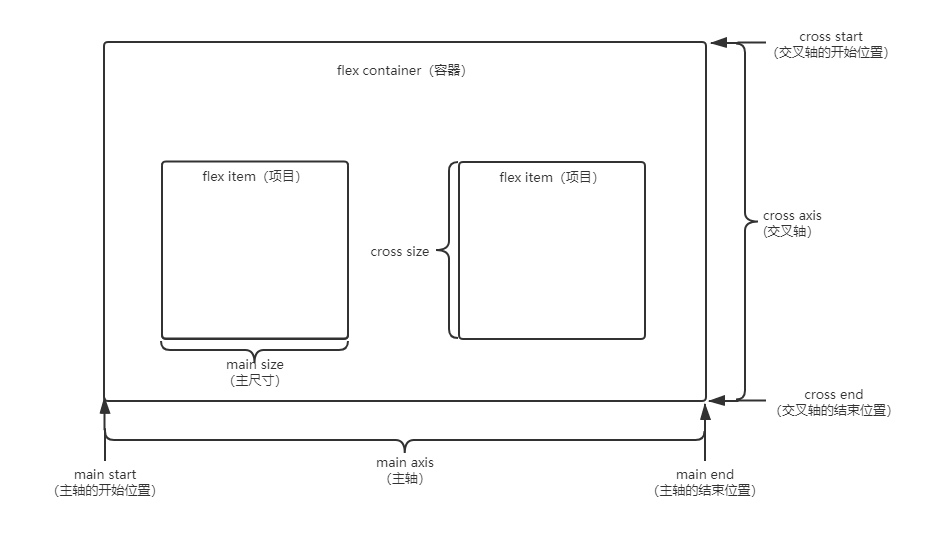 cross start
（交叉轴的开始位置）
flex container（容器）
flex item（项目）
flex item（项目）
cross size
cross axis
（交叉轴）
main size
（主尺寸）
cross end
（交叉轴的结束位置）
main axis
（主轴）
main start
（主轴的开始位置）
main end
（主轴的结束位置）